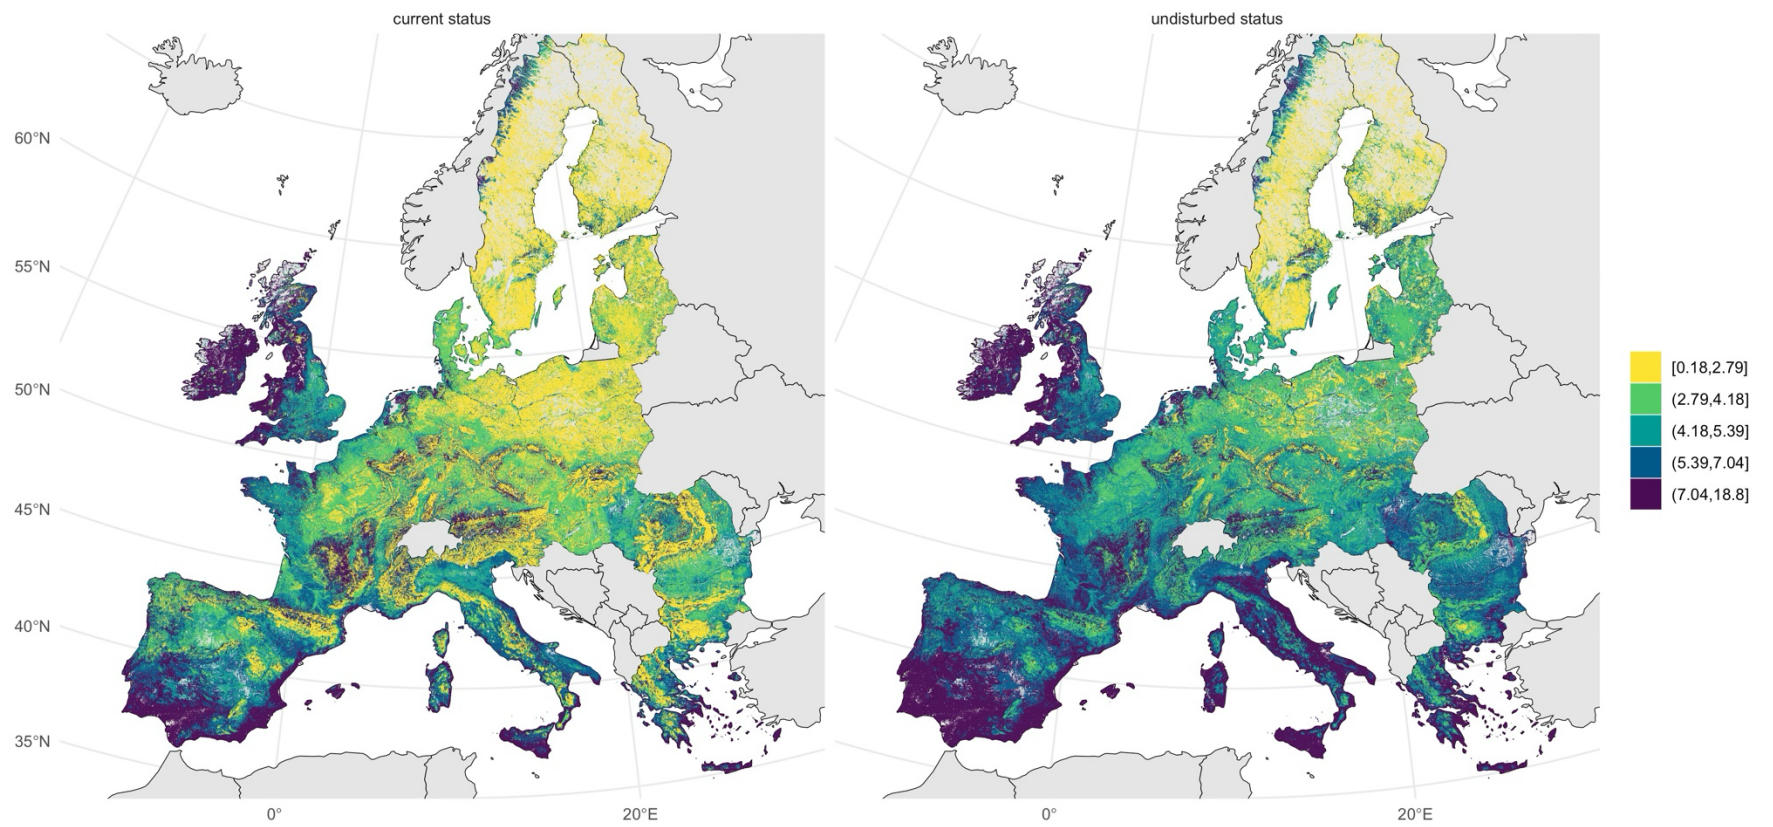 current status
undisturbed status
60°N
55°N
50°N
45°N
40°N
35°N
0°
20°E
0°
20°E
[0.18,2.79]
(2.79,4.18]
(4.18,5.39]
(5.39,7.04]
(7.04,18.8]